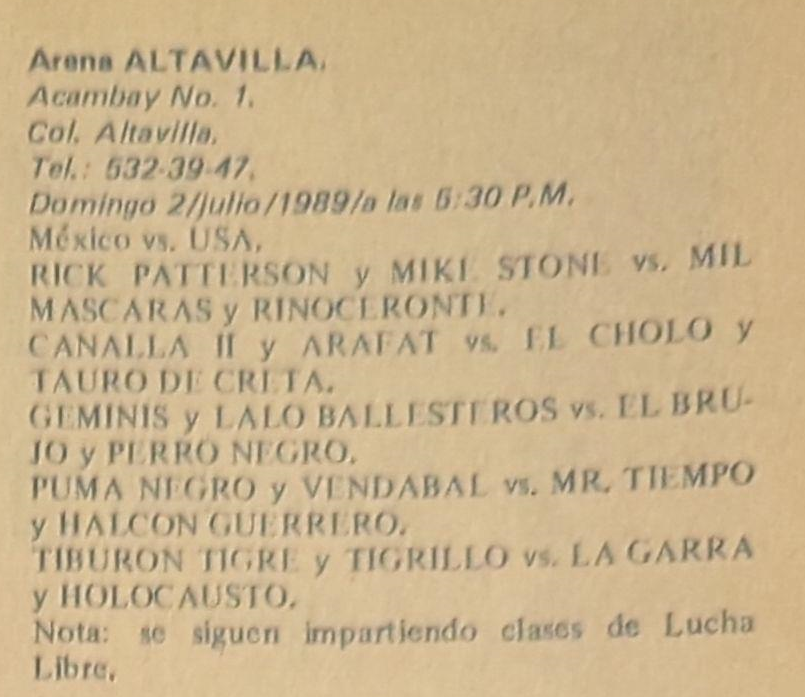 Arena ALTAVILLA.
Acambay No. 1.
Col. Altavilla.
Tel.: 532-39-47.
Domingo 2/julio/1989/a las 5:30 P.M.
México vs. USA.
RICK PATTERSON y MIKE STONE vs. MIL
MASCARAS y RINOCERONTE.
CANALLA II y ARAFAT vs. EL CHOLO y
TAURO DE CRETA.
GEMINIS y LALO BALLESTEROS vs. EL BRU-
JO y PERRO NEGRO.
PUMA NEGRO y VENDABAL vs. MR. TIEMPO
y HALCON GUERRERO.
TIBURON TIGRE y TIGRILLO vs. LA GARRA
y HOLOCAUSTO.
Nota: se siguen impartiendo clases de Lucha
Libre.